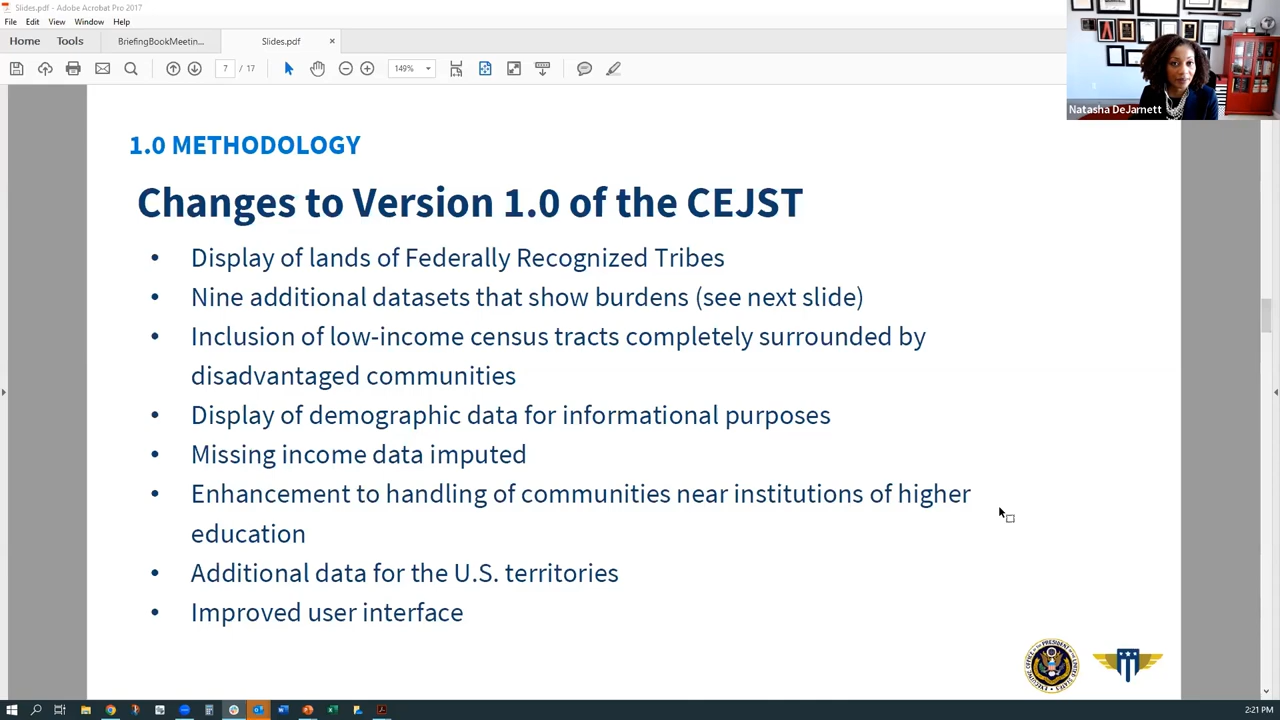 Slides.pdf - Adobe Acrobat Pro 2017
File Edit View Window Help
Home Tools BriefingBookMeetin... Slides.pdf ×
7 / 17 149%
Natasha DeJarnett
1.0 METHODOLOGY
Changes to Version 1.0 of the CEJST
• Display of lands of Federally Recognized Tribes
• Nine additional datasets that show burdens (see next slide)
• Inclusion of low-income census tracts completely surrounded by
disadvantaged communities
• Display of demographic data for informational purposes
• Missing income data imputed
• Enhancement to handling of communities near institutions of higher
education
• Additional data for the U.S. territories
• Improved user interface
2:21 PM